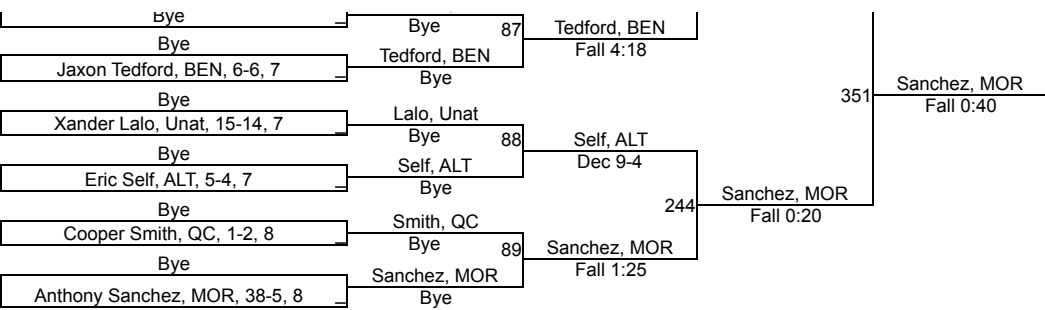 Bye
Bye
Jaxon Tedford, BEN, 6-6, 7
Bye
Xander Lalo, Unat, 15-14, 7
Bye
Eric Self, ALT, 5-4, 7
Bye
Cooper Smith, QC, 1-2, 8
Bye
Anthony Sanchez, MOR, 38-5, 8
Bye
87
Tedford, BEN
Bye
Lalo, Unat
Bye
88
Self, ALT
Bye
Smith, QC
Bye
89
Sanchez, MOR
Bye
Tedford, BEN
Fall 4:18
Self, ALT
Dec 9-4
244
Sanchez, MOR
Fall 1:25
Sanchez, MOR
Fall 0:20
351
Sanchez, MOR
Fall 0:40